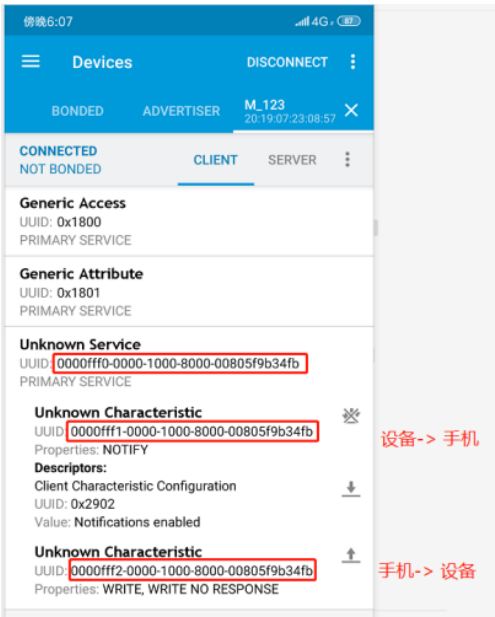 傍晚6:07
4G
87
Devices
DISCONNECT
BONDED
ADVERTISER
M_123
20:19:07:23:08:57
CONNECTED
NOT BONDED
CLIENT
SERVER
Generic Access
UUID: 0x1800
PRIMARY SERVICE
Generic Attribute
UUID: 0x1801
PRIMARY SERVICE
Unknown Service
UUID: 0000fff0-0000-1000-8000-00805f9b34fb
PRIMARY SERVICE
Unknown Characteristic
UUID: 0000fff1-0000-1000-8000-00805f9b34fb
设备-> 手机
Properties: NOTIFY
Descriptors:
Client Characteristic Configuration
UUID: 0x2902
Value: Notifications enabled
Unknown Characteristic
UUID: 0000fff2-0000-1000-8000-00805f9b34fb
手机-> 设备
Properties: WRITE, WRITE NO RESPONSE